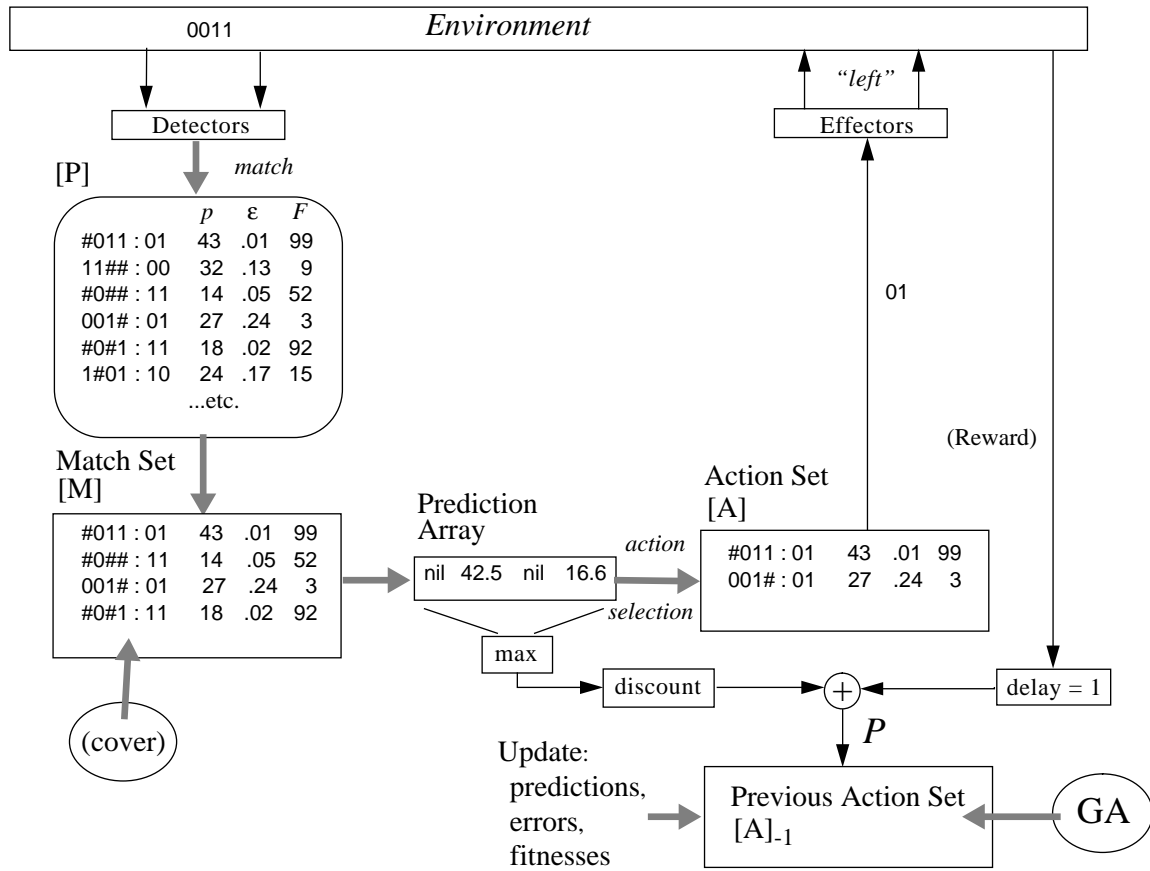 0011 Environment
"left"
Detectors
Effectors
match
[P]
p ε F
#011 : 01 43 .01 99
11## : 00 32 .13 9
#0## : 11 14 .05 52
001# : 01 27 .24 3
#0#1 : 11 18 .02 92
1#01 : 10 24 .17 15
...etc.
01
(Reward)
Match Set
[M]
#011 : 01 43 .01 99
#0## : 11 14 .05 52
001# : 01 27 .24 3
#0#1 : 11 18 .02 92
(cover)
Prediction
Array
nil 42.5 nil 16.6
action
selection
Action Set
[A]
#011 : 01 43 .01 99
001# : 01 27 .24 3
max
discount
+
delay = 1
P
Update:
predictions,
errors,
fitnesses
Previous Action Set
[A]-1
GA